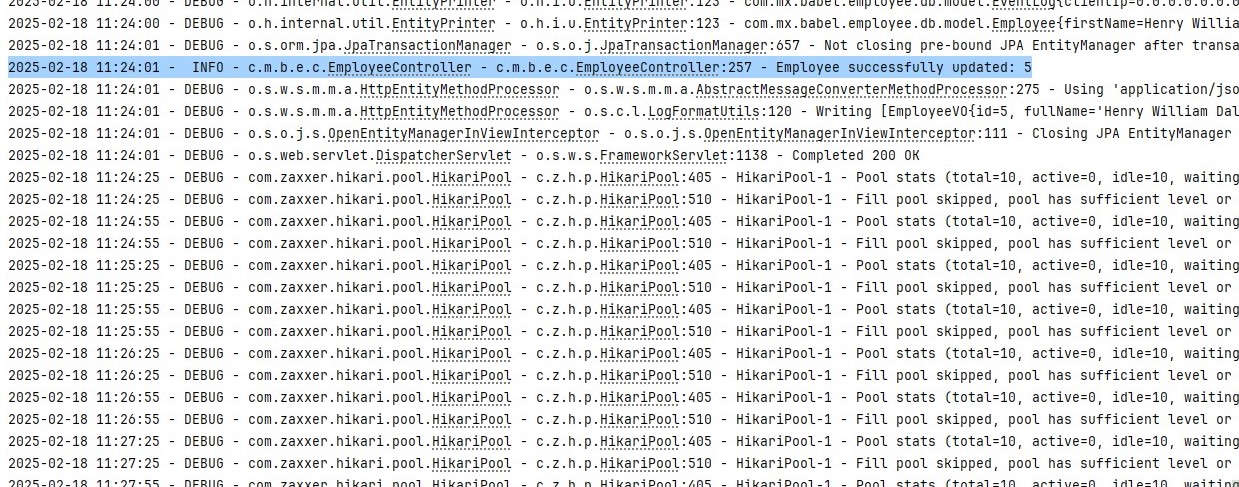 2025-02-18 11:24:00 - DEBUG - o.h.internal.util.EntityPrinter - o.h.i.u.EntityPrinter:123 - com.mx.babel.employee.db.model.EventLog{clientIp=0.0.0.0.0.0.0
2025-02-18 11:24:00 - DEBUG - o.h.internal.util.EntityPrinter - o.h.i.u.EntityPrinter:123 - com.mx.babel.employee.db.model.Employee{firstName=Henry Willia
2025-02-18 11:24:01 - DEBUG - o.s.orm.jpa.JpaTransactionManager - o.s.o.j.JpaTransactionManager:657 - Not closing pre-bound JPA EntityManager after transa
2025-02-18 11:24:01 -  INFO - c.m.b.e.c.EmployeeController - c.m.b.e.c.EmployeeController:257 - Employee successfully updated: 5
2025-02-18 11:24:01 - DEBUG - o.s.w.s.m.m.a.HttpEntityMethodProcessor - o.s.w.s.m.m.a.AbstractMessageConverterMethodProcessor:275 - Using 'application/jso
2025-02-18 11:24:01 - DEBUG - o.s.w.s.m.m.a.HttpEntityMethodProcessor - o.s.c.l.LogFormatUtils:120 - Writing [EmployeeVO{id=5, fullName='Henry William Dal
2025-02-18 11:24:01 - DEBUG - o.s.o.j.s.OpenEntityManagerInViewInterceptor - o.s.o.j.s.OpenEntityManagerInViewInterceptor:111 - Closing JPA EntityManager
2025-02-18 11:24:01 - DEBUG - o.s.web.servlet.DispatcherServlet - o.s.w.s.FrameworkServlet:1138 - Completed 200 OK
2025-02-18 11:24:25 - DEBUG - com.zaxxer.hikari.pool.HikariPool - c.z.h.p.HikariPool:405 - HikariPool-1 - Pool stats (total=10, active=0, idle=10, waiting
2025-02-18 11:24:25 - DEBUG - com.zaxxer.hikari.pool.HikariPool - c.z.h.p.HikariPool:510 - HikariPool-1 - Fill pool skipped, pool has sufficient level or
2025-02-18 11:24:55 - DEBUG - com.zaxxer.hikari.pool.HikariPool - c.z.h.p.HikariPool:405 - HikariPool-1 - Pool stats (total=10, active=0, idle=10, waiting
2025-02-18 11:24:55 - DEBUG - com.zaxxer.hikari.pool.HikariPool - c.z.h.p.HikariPool:510 - HikariPool-1 - Fill pool skipped, pool has sufficient level or
2025-02-18 11:25:25 - DEBUG - com.zaxxer.hikari.pool.HikariPool - c.z.h.p.HikariPool:405 - HikariPool-1 - Pool stats (total=10, active=0, idle=10, waiting
2025-02-18 11:25:25 - DEBUG - com.zaxxer.hikari.pool.HikariPool - c.z.h.p.HikariPool:510 - HikariPool-1 - Fill pool skipped, pool has sufficient level or
2025-02-18 11:25:55 - DEBUG - com.zaxxer.hikari.pool.HikariPool - c.z.h.p.HikariPool:405 - HikariPool-1 - Pool stats (total=10, active=0, idle=10, waiting
2025-02-18 11:25:55 - DEBUG - com.zaxxer.hikari.pool.HikariPool - c.z.h.p.HikariPool:510 - HikariPool-1 - Fill pool skipped, pool has sufficient level or
2025-02-18 11:26:25 - DEBUG - com.zaxxer.hikari.pool.HikariPool - c.z.h.p.HikariPool:405 - HikariPool-1 - Pool stats (total=10, active=0, idle=10, waiting
2025-02-18 11:26:25 - DEBUG - com.zaxxer.hikari.pool.HikariPool - c.z.h.p.HikariPool:510 - HikariPool-1 - Fill pool skipped, pool has sufficient level or
2025-02-18 11:26:55 - DEBUG - com.zaxxer.hikari.pool.HikariPool - c.z.h.p.HikariPool:405 - HikariPool-1 - Pool stats (total=10, active=0, idle=10, waiting
2025-02-18 11:26:55 - DEBUG - com.zaxxer.hikari.pool.HikariPool - c.z.h.p.HikariPool:510 - HikariPool-1 - Fill pool skipped, pool has sufficient level or
2025-02-18 11:27:25 - DEBUG - com.zaxxer.hikari.pool.HikariPool - c.z.h.p.HikariPool:405 - HikariPool-1 - Pool stats (total=10, active=0, idle=10, waiting
2025-02-18 11:27:25 - DEBUG - com.zaxxer.hikari.pool.HikariPool - c.z.h.p.HikariPool:510 - HikariPool-1 - Fill pool skipped, pool has sufficient level or
2025-02-18 11:27:55 - DEBUG - com.zaxxer.hikari.pool.HikariPool - c.z.h.p.HikariPool:405 - HikariPool-1 - Pool stats (total=10, active=0, idle=10, waiting